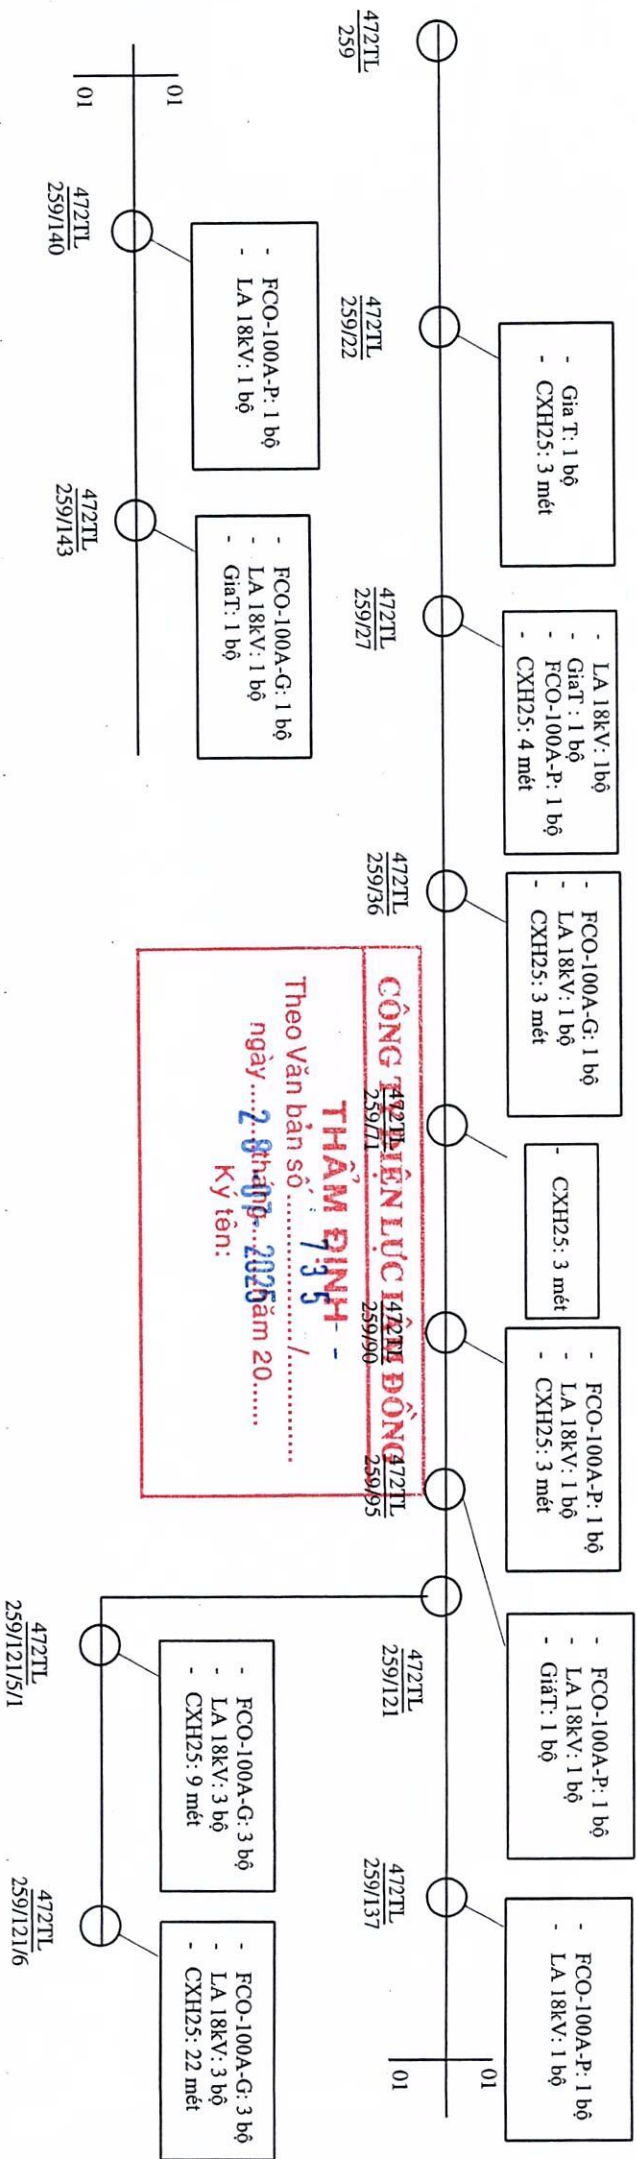 - Gia T: 1 bộ
- CXH25: 3 mét
- LA 18kV: 1bộ
- GiaT : 1 bộ
- FCO-100A-P: 1 bộ
- CXH25: 4 mét
- FCO-100A-G: 1 bộ
- LA 18kV: 1 bộ
- CXH25: 3 mét
- CXH25: 3 mét
- FCO-100A-P: 1 bộ
- LA 18kV: 1 bộ
- CXH25: 3 mét
- FCO-100A-P: 1 bộ
- LA 18kV: 1 bộ
- GiáT: 1 bộ
- FCO-100A-P: 1 bộ
- LA 18kV: 1 bộ
472TL
259
472TL
259/22
472TL
259/27
472TL
259/36
472TL
259/71
472TL
259/90
472TL
259/95
472TL
259/121
472TL
259/137
01
01
CÔNG TY ĐIỆN LỰC LÂM ĐỒNG
THẨM ĐỊNH
Theo Văn bản số 735 /
ngày......tháng......năm 20......
28-07-2025
Ký tên:
01
01
- FCO-100A-P: 1 bộ
- LA 18kV: 1 bộ
- FCO-100A-G: 1 bộ
- LA 18kV: 1 bộ
- GiaT: 1 bộ
472TL
259/140
472TL
259/143
- FCO-100A-G: 3 bộ
- LA 18kV: 3 bộ
- CXH25: 9 mét
- FCO-100A-G: 3 bộ
- LA 18kV: 3 bộ
- CXH25: 22 mét
472TL
259/121/5/1
472TL
259/121/6